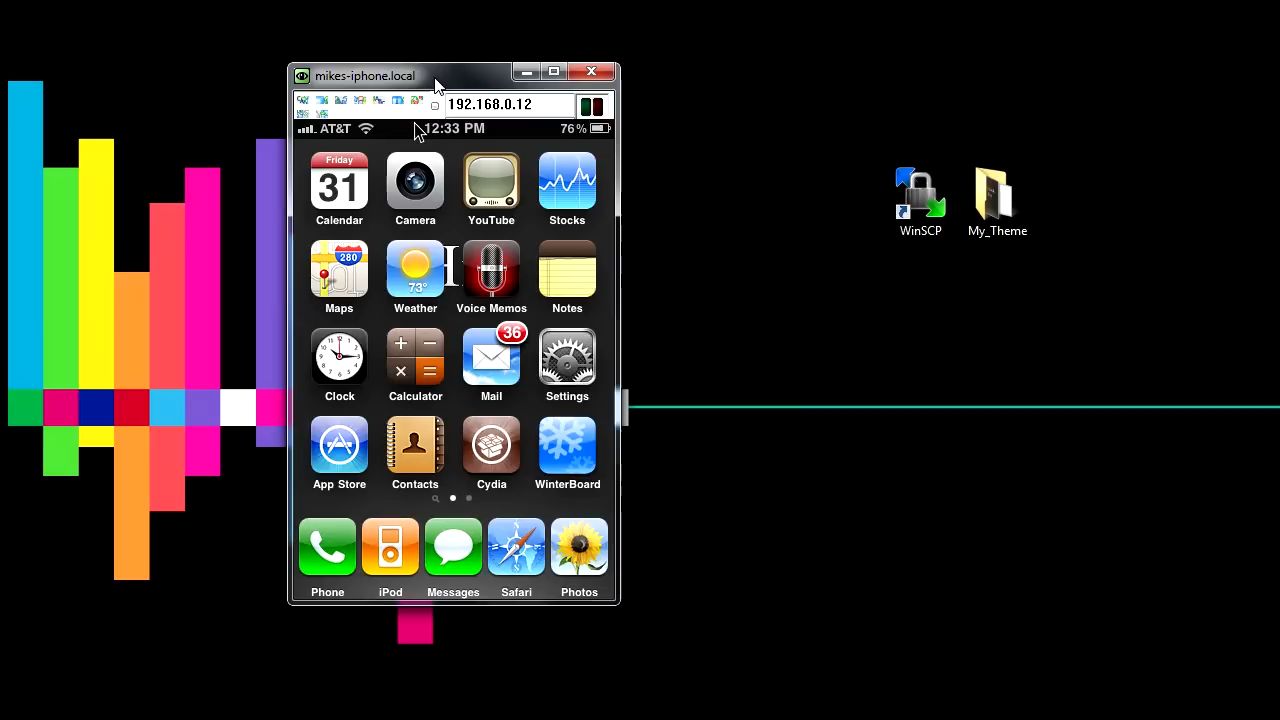 mikes-iphone.local
192.168.0.12
AT&T 12:33 PM 76%
Friday
31
Calendar Camera YouTube Stocks
280
73°
Maps Weather Voice Memos Notes
36
Clock Calculator Mail Settings
App Store Contacts Cydia WinterBoard
Phone iPod Messages Safari Photos
WinSCP My_Theme